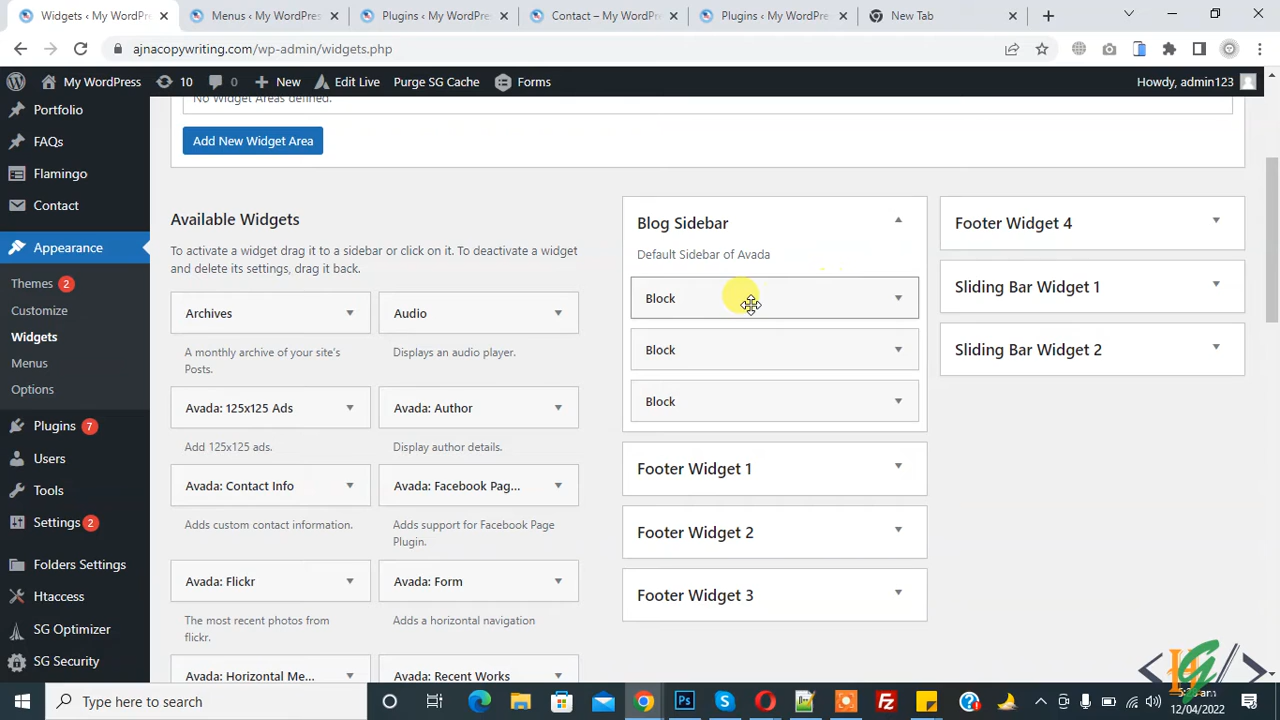 Widgets ‹ My WordPr
Menus ‹ My WordPre
Plugins ‹ My WordPre
Contact – My WordPr
Plugins ‹ My WordPre
New Tab
ajnacopywriting.com/wp-admin/widgets.php
My WordPress
10
0
New
Edit Live
Purge SG Cache
Forms
Howdy, admin123
Portfolio
FAQs
Flamingo
Contact
Appearance
Themes 2
Customize
Widgets
Menus
Options
Plugins 7
Users
Tools
Settings 2
Folders Settings
Htaccess
SG Optimizer
SG Security
No Widget Areas defined.
Add New Widget Area
Available Widgets
To activate a widget drag it to a sidebar or click on it. To deactivate a widget
and delete its settings, drag it back.
Archives
A monthly archive of your site's
Posts.
Audio
Displays an audio player.
Avada: 125x125 Ads
Add 125x125 ads.
Avada: Author
Display author details.
Avada: Contact Info
Adds custom contact information.
Avada: Facebook Pag...
Adds support for Facebook Page
Plugin.
Avada: Flickr
The most recent photos from
flickr.
Avada: Form
Adds a horizontal navigation
Avada: Horizontal Me...
Avada: Recent Works
Blog Sidebar
Default Sidebar of Avada
Block
Block
Block
Footer Widget 1
Footer Widget 2
Footer Widget 3
Footer Widget 4
Sliding Bar Widget 1
Sliding Bar Widget 2
Type here to search
12/04/2022